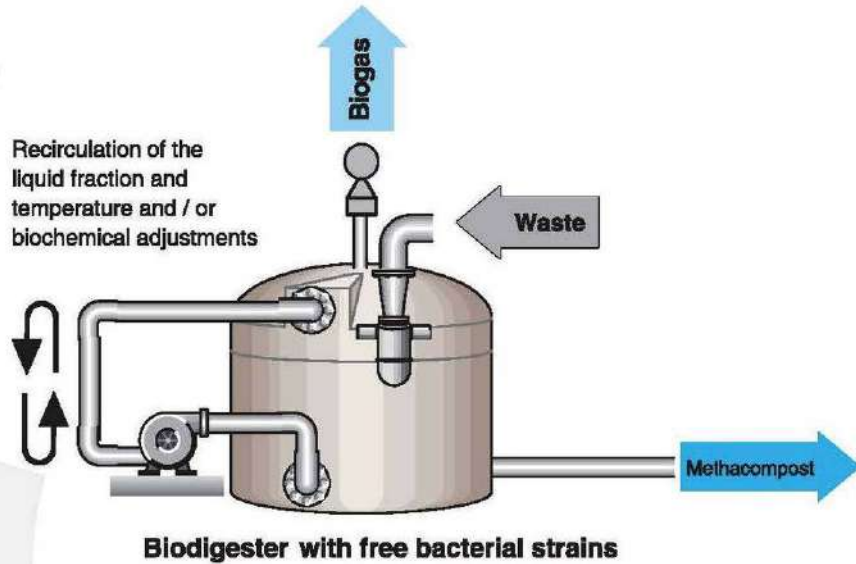 Biogas
Recirculation of the
liquid fraction and
temperature and / or
biochemical adjustments
Waste
Methacompost
Biodigester with free bacterial strains